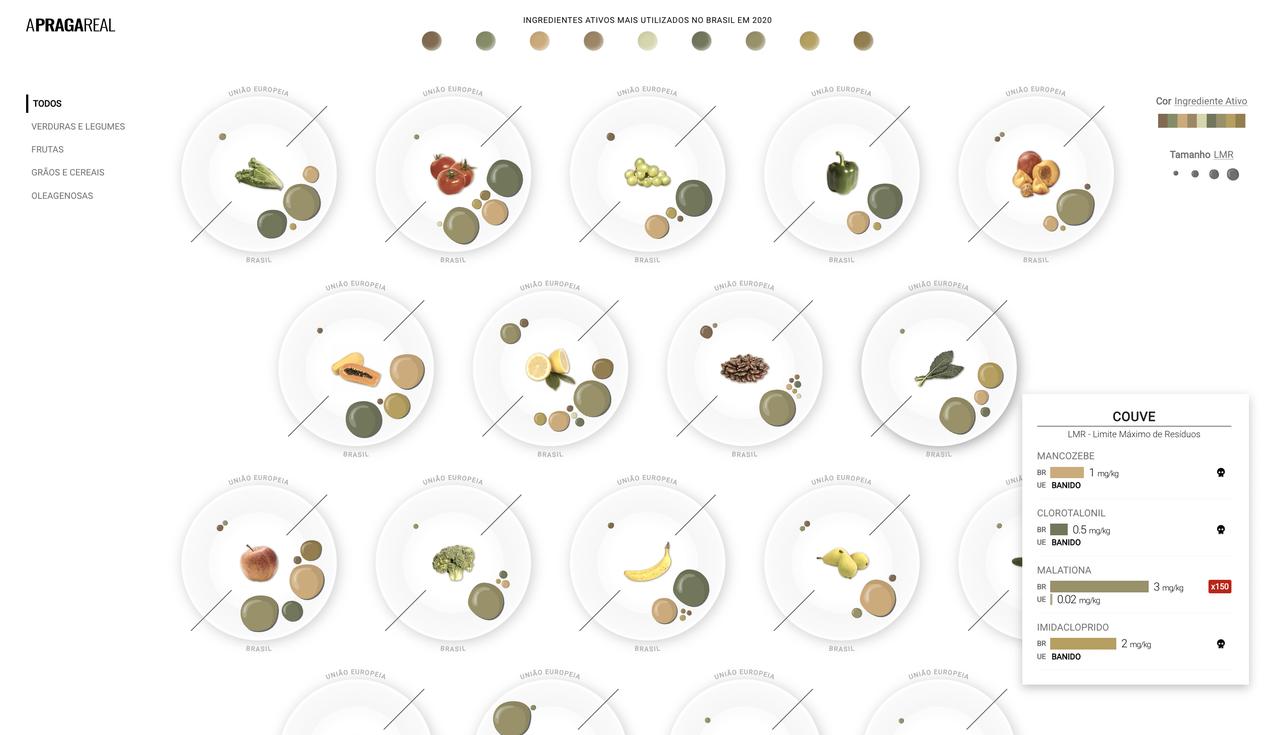 APRAGAREAL
INGREDIENTES ATIVOS MAIS UTILIZADOS NO BRASIL EM 2020
TODOS
VERDURAS E LEGUMES
FRUTAS
GRÃOS E CEREAIS
OLEAGENOSAS
Cor Ingrediente Ativo
Tamanho LMR
UNIÃO EUROPEIA
UNIÃO EUROPEIA
UNIÃO EUROPEIA
UNIÃO EUROPEIA
UNIÃO EUROPEIA
BRASIL
BRASIL
BRASIL
BRASIL
BRASIL
UNIÃO EUROPEIA
UNIÃO EUROPEIA
UNIÃO EUROPEIA
UNIÃO EUROPEIA
BRASIL
BRASIL
BRASIL
BRASIL
UNIÃO EUROPEIA
UNIÃO EUROPEIA
UNIÃO EUROPEIA
UNIÃO EUROPEIA
BRASIL
BRASIL
BRASIL
BRASIL
UNIÃO EUROPEIA
UNIÃO EUROPEIA
UNIÃO EUROPEIA
UNIÃO EUROPEIA
COUVE
LMR - Limite Máximo de Resíduos
MANCOZEBE
BR 1 mg/kg
UE BANIDO
CLOROTALONIL
BR 0.5 mg/kg
UE BANIDO
MALATIONA
BR 3 mg/kg x150
UE 0.02 mg/kg
IMIDACLOPRIDO
BR 2 mg/kg
UE BANIDO